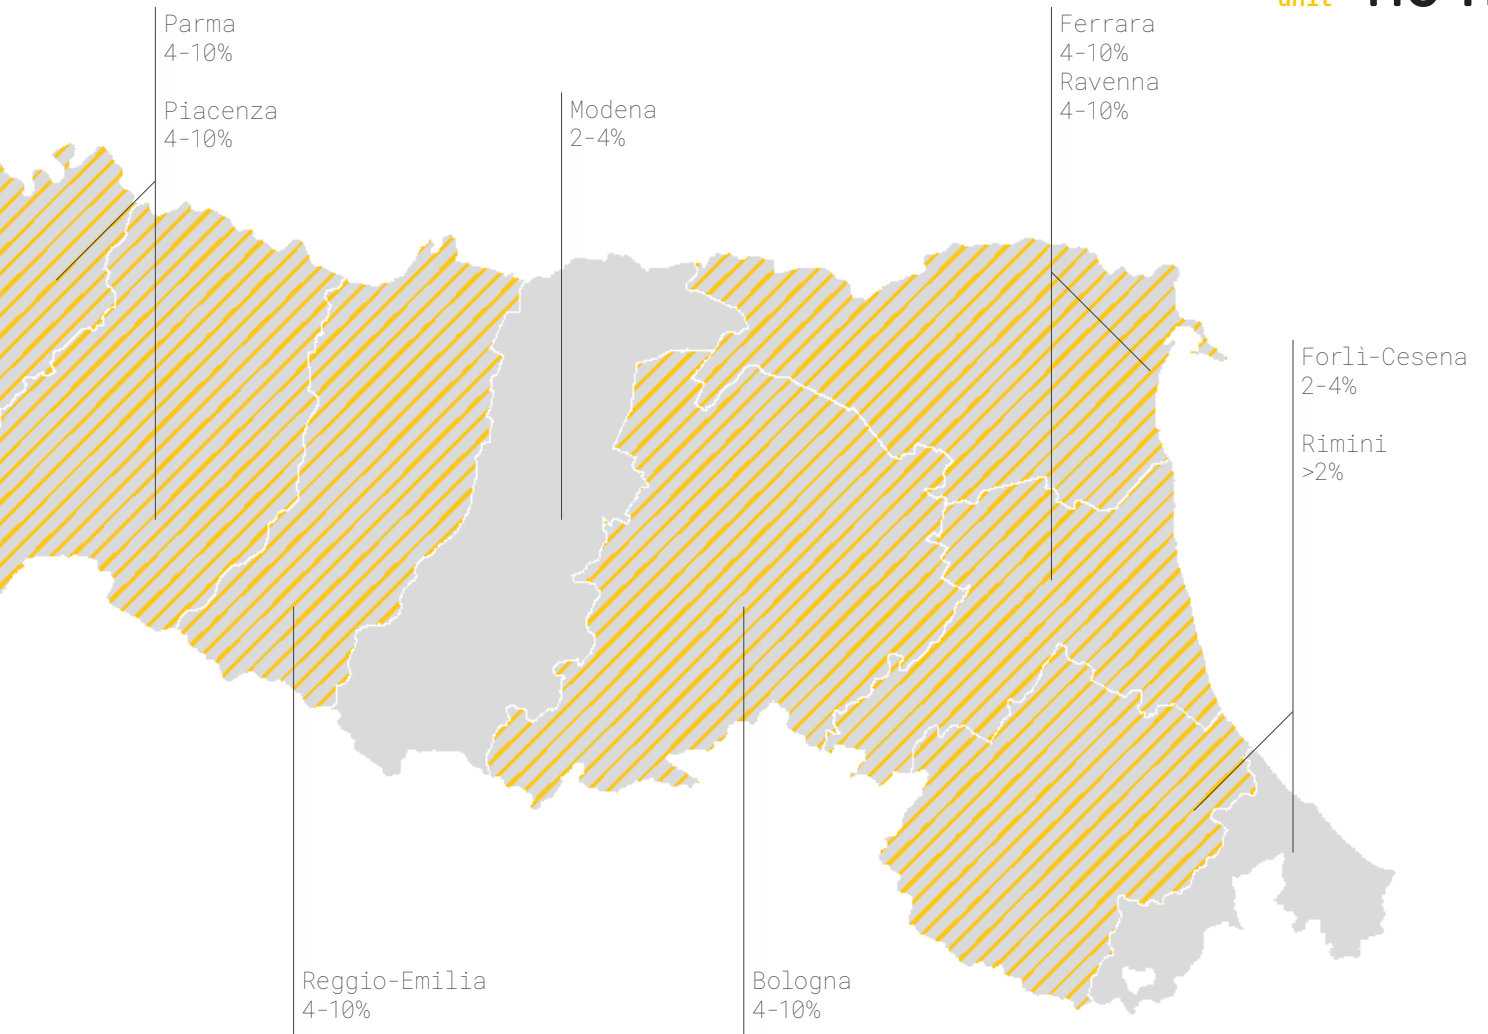 unit
Parma
4-10%
Piacenza
4-10%
Modena
2-4%
Ferrara
4-10%
Ravenna
4-10%
Forlì-Cesena
2-4%
Rimini
>2%
Reggio-Emilia
4-10%
Bologna
4-10%